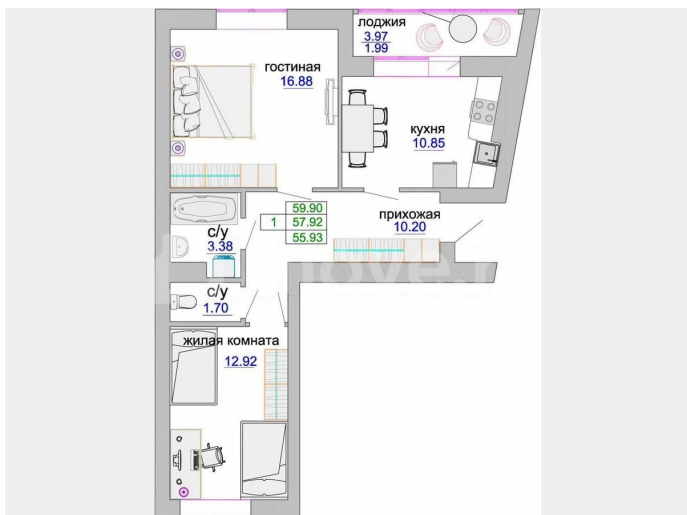 лоджия
3.97
1.99
гостиная
16.88
кухня
10.85
59.90
1 57.92
55.93
прихожая
10.20
с/у
3.38
с/у
1.70
жилая комната
12.92